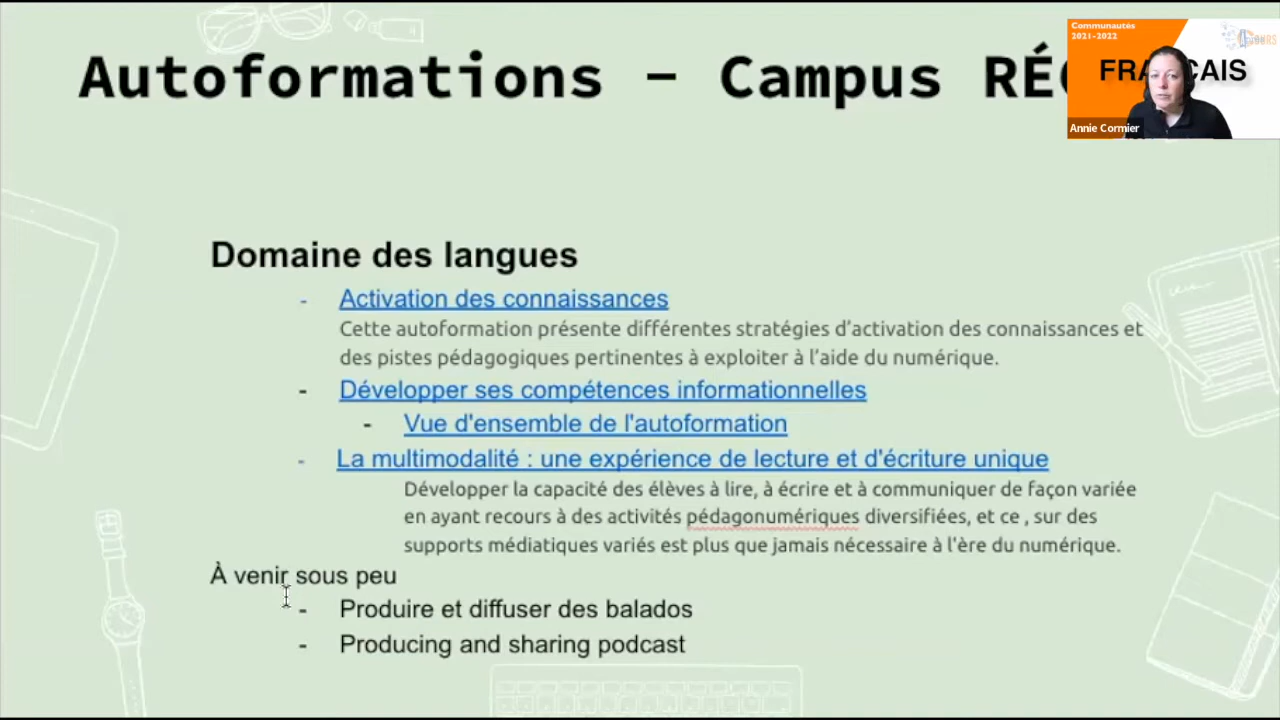 Autoformations - Campus RÉ
Communautés
2021-2022
FRANÇAIS
Annie Cormier
Domaine des langues
- Activation des connaissances
Cette autoformation présente différentes stratégies d'activation des connaissances et
des pistes pédagogiques pertinentes à exploiter à l'aide du numérique.
- Développer ses compétences informationnelles
- Vue d'ensemble de l'autoformation
- La multimodalité : une expérience de lecture et d'écriture unique
Développer la capacité des élèves à lire, à écrire et à communiquer de façon variée
en ayant recours à des activités pédagonumériques diversifiées, et ce , sur des
supports médiatiques variés est plus que jamais nécessaire à l'ère du numérique.
À venir sous peu
- Produire et diffuser des balados
- Producing and sharing podcast